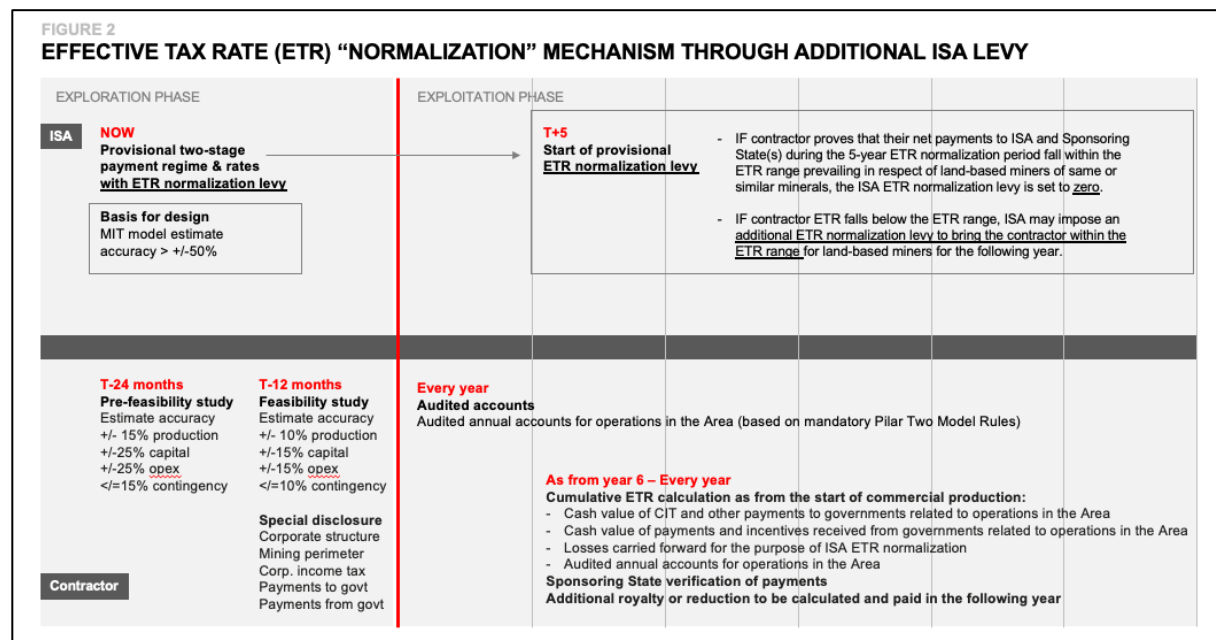 FIGURE 2
EFFECTIVE TAX RATE (ETR) “NORMALIZATION” MECHANISM THROUGH ADDITIONAL ISA LEVY
EXPLORATION PHASE
EXPLOITATION PHASE
ISA
NOW
Provisional two-stage
payment regime & rates
with ETR normalization levy
Basis for design
MIT model estimate
accuracy > +/-50%
T+5
Start of provisional
ETR normalization levy
- IF contractor proves that their net payments to ISA and Sponsoring
State(s) during the 5-year ETR normalization period fall within the
ETR range prevailing in respect of land-based miners of same or
similar minerals, the ISA ETR normalization levy is set to zero.
- IF contractor ETR falls below the ETR range, ISA may impose an
additional ETR normalization levy to bring the contractor within the
ETR range for land-based miners for the following year.
T-24 months
Pre-feasibility study
Estimate accuracy
+/- 15% production
+/-25% capital
+/-25% opex
</=15% contingency
T-12 months
Feasibility study
Estimate accuracy
+/- 10% production
+/-15% capital
+/-15% opex
</=10% contingency
Special disclosure
Corporate structure
Mining perimeter
Corp. income tax
Payments to govt
Payments from govt
Every year
Audited accounts
Audited annual accounts for operations in the Area (based on mandatory Pilar Two Model Rules)
As from year 6 – Every year
Cumulative ETR calculation as from the start of commercial production:
- Cash value of CIT and other payments to governments related to operations in the Area
- Cash value of payments and incentives received from governments related to operations in the Area
- Losses carried forward for the purpose of ISA ETR normalization
- Audited annual accounts for operations in the Area
Sponsoring State verification of payments
Additional royalty or reduction to be calculated and paid in the following year
Contractor